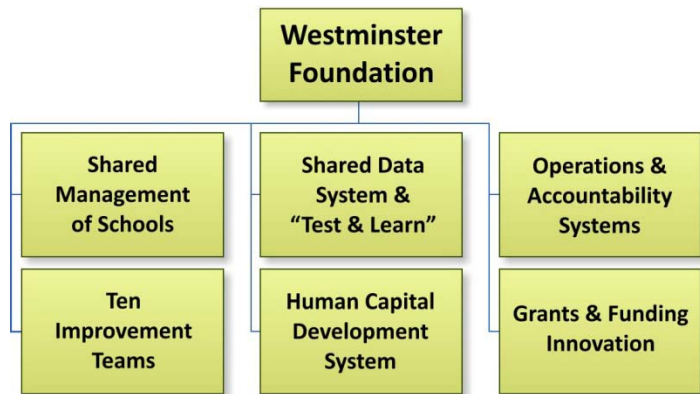 Westminster
Foundation
Shared
Management
of Schools
Shared Data
System &
“Test & Learn”
Operations &
Accountability
Systems
Ten
Improvement
Teams
Human Capital
Development
System
Grants & Funding
Innovation